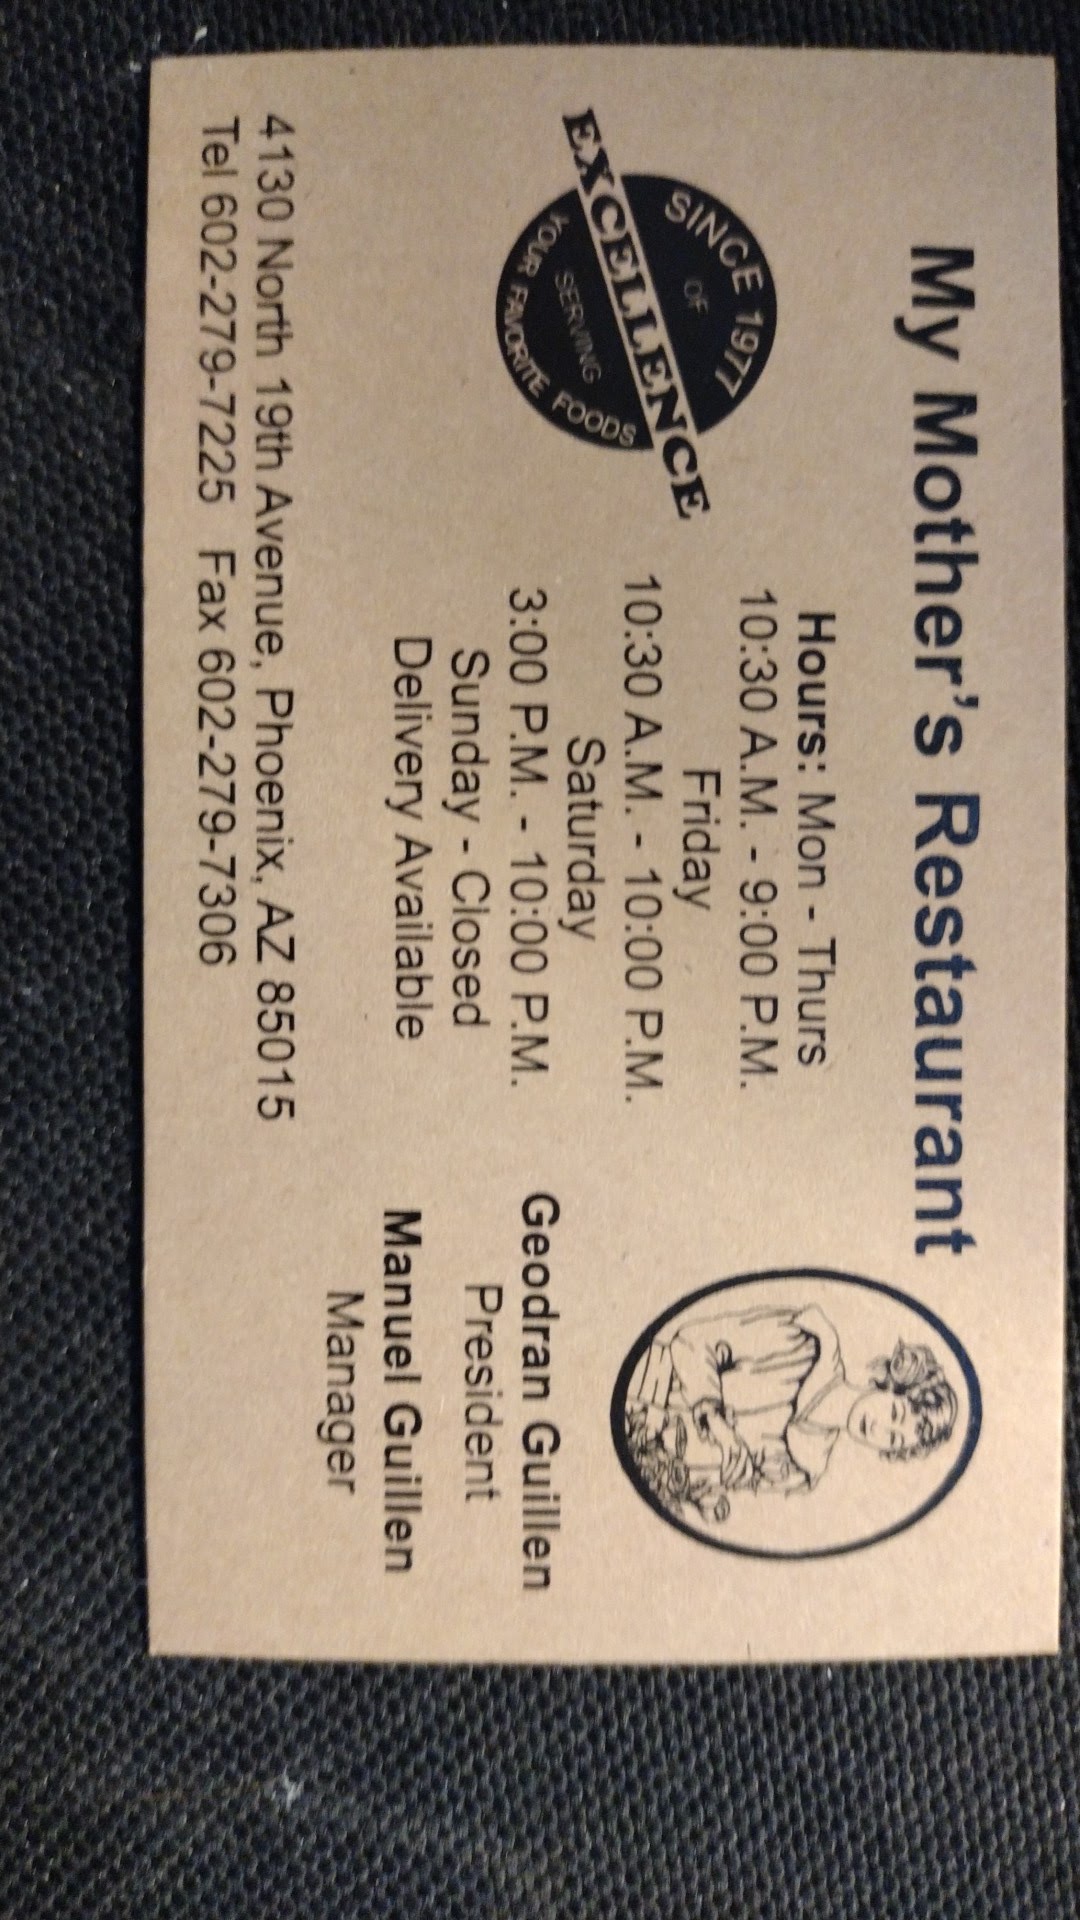 My Mother's Restaurant
SINCE 1977
OF
EXCELLENCE
SERVING
YOUR FAVORITE FOODS
Hours: Mon - Thurs
10:30 A.M. - 9:00 P.M.
Friday
10:30 A.M. - 10:00 P.M.
Saturday
3:00 P.M. - 10:00 P.M.
Sunday - Closed
Delivery Available
Geodran Guillen
President
Manuel Guillen
Manager
4130 North 19th Avenue, Phoenix, AZ 85015
Tel 602-279-7225 Fax 602-279-7306